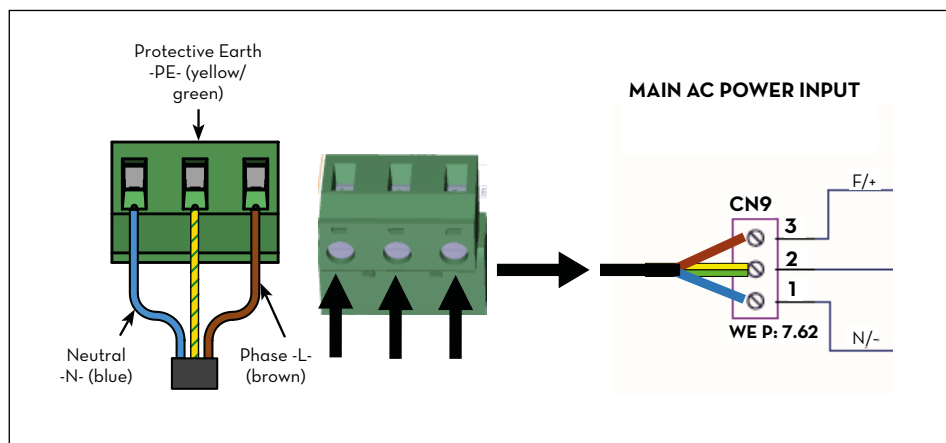 Protective Earth
-PE- (yellow/
green)
Neutral
-N- (blue)
Phase -L-
(brown)
MAIN AC POWER INPUT
F/+
CN9
3
2
1
WE P: 7.62
N/-